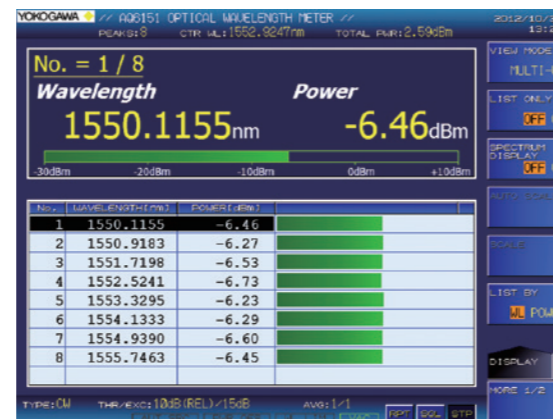 YOKOGAWA // AQ6151 OPTICAL WAVELENGTH METER //
PEAKS:8 CTR WL:1552.9247nm TOTAL PWR:2.59dBm
No. = 1 / 8
Wavelength Power
1550.1155nm -6.46dBm
-30dBm -20dBm -10dBm 0dBm +10dBm
No. WAVELENGTH[nm] POWER[dBm]
1 1550.1155 -6.46
2 1550.9183 -6.27
3 1551.7198 -6.53
4 1552.5241 -6.73
5 1553.3295 -6.23
6 1554.1333 -6.29
7 1554.9390 -6.60
8 1555.7463 -6.45
TYPE:CW THR/EXC:10dB(REL)/15dB AVG:1/1
RPT SGL STP
2012/10/
13:2
VIEW MODE
MULTI-
LIST ONLY
OFF
SPECTRUM
DISPLAY
OFF
AUTO SCALE
SCALE
LIST BY
WL POW
DISPLAY
MORE 1/2